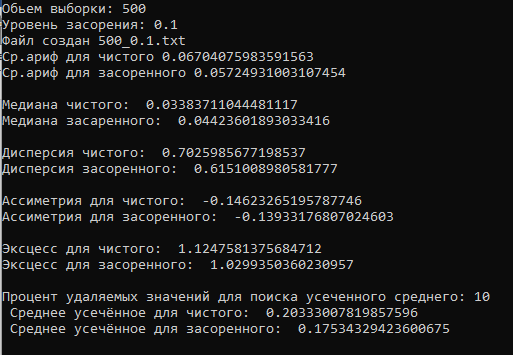 Обьем выборки: 500
Уровень засорения: 0.1
Файл создан 500_0.1.txt
Ср.ариф для чистого 0.06704075983591563
Ср.ариф для засоренного 0.05724931003107454
Медиана чистого:  0.03383711044481117
Медиана засаренного:  0.04423601893033416
Дисперсия чистого:  0.7025985677198537
Дисперсия засоренного:  0.6151008980581777
Ассиметрия для чистого:  -0.14623265195787746
Ассиметрия для засоренного:  -0.13933176807024603
Эксцесс для чистого:  1.1247581375684712
Эксцесс для засоренного:  1.0299350360230957
Процент удаляемых значений для поиска усеченного среднего: 10
Среднее усечённое для чистого:  0.20333007819857596
Среднее усечённое для засоренного:  0.17534329423600675